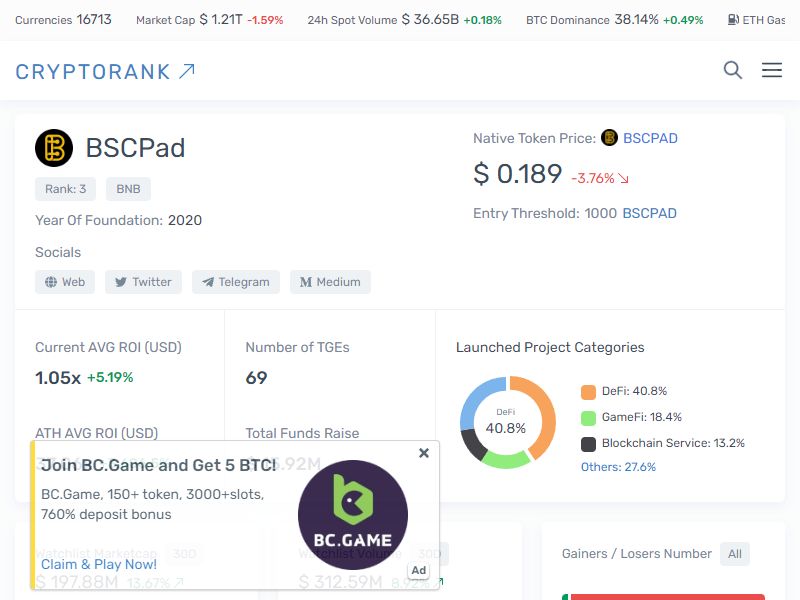 Currencies 16713 Market Cap $ 1.21T -1.59% 24h Spot Volume $ 36.65B +0.18% BTC Dominance 38.14% +0.49% ETH Gas
CRYPTORANK
BSCPad
Rank: 3 BNB
Year Of Foundation: 2020
Socials
Web Twitter Telegram Medium
Native Token Price: BSCPAD
$ 0.189 -3.76%
Entry Threshold: 1000 BSCPAD
Current AVG ROI (USD)
1.05x +5.19%
Number of TGEs
69
ATH AVG ROI (USD)
Total Funds Raise
Launched Project Categories
DeFi
40.8%
DeFi: 40.8%
GameFi: 18.4%
Blockchain Service: 13.2%
Others: 27.6%
Join BC.Game and Get 5 BTC!
BC.Game, 150+ token, 3000+slots,
760% deposit bonus
Claim & Play Now!
BC.GAME
Ad
Watchlist Marketcap 30D
$ 197.88M 13.67%
Watchlist Volume 30D
$ 312.59M 8.92%
Gainers / Losers Number All